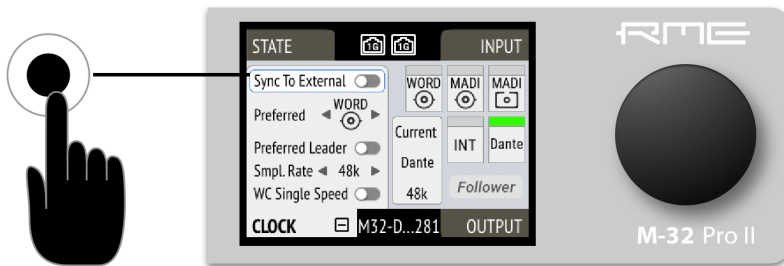 STATE
1G
1G
INPUT
RME
Sync To External
WORD
MADI
MADI
Preferred
WORD
Current
Dante
48k
INT
Dante
Preferred Leader
Smpl. Rate
48k
WC Single Speed
Follower
CLOCK
M32-D...281
OUTPUT
M-32 Pro II